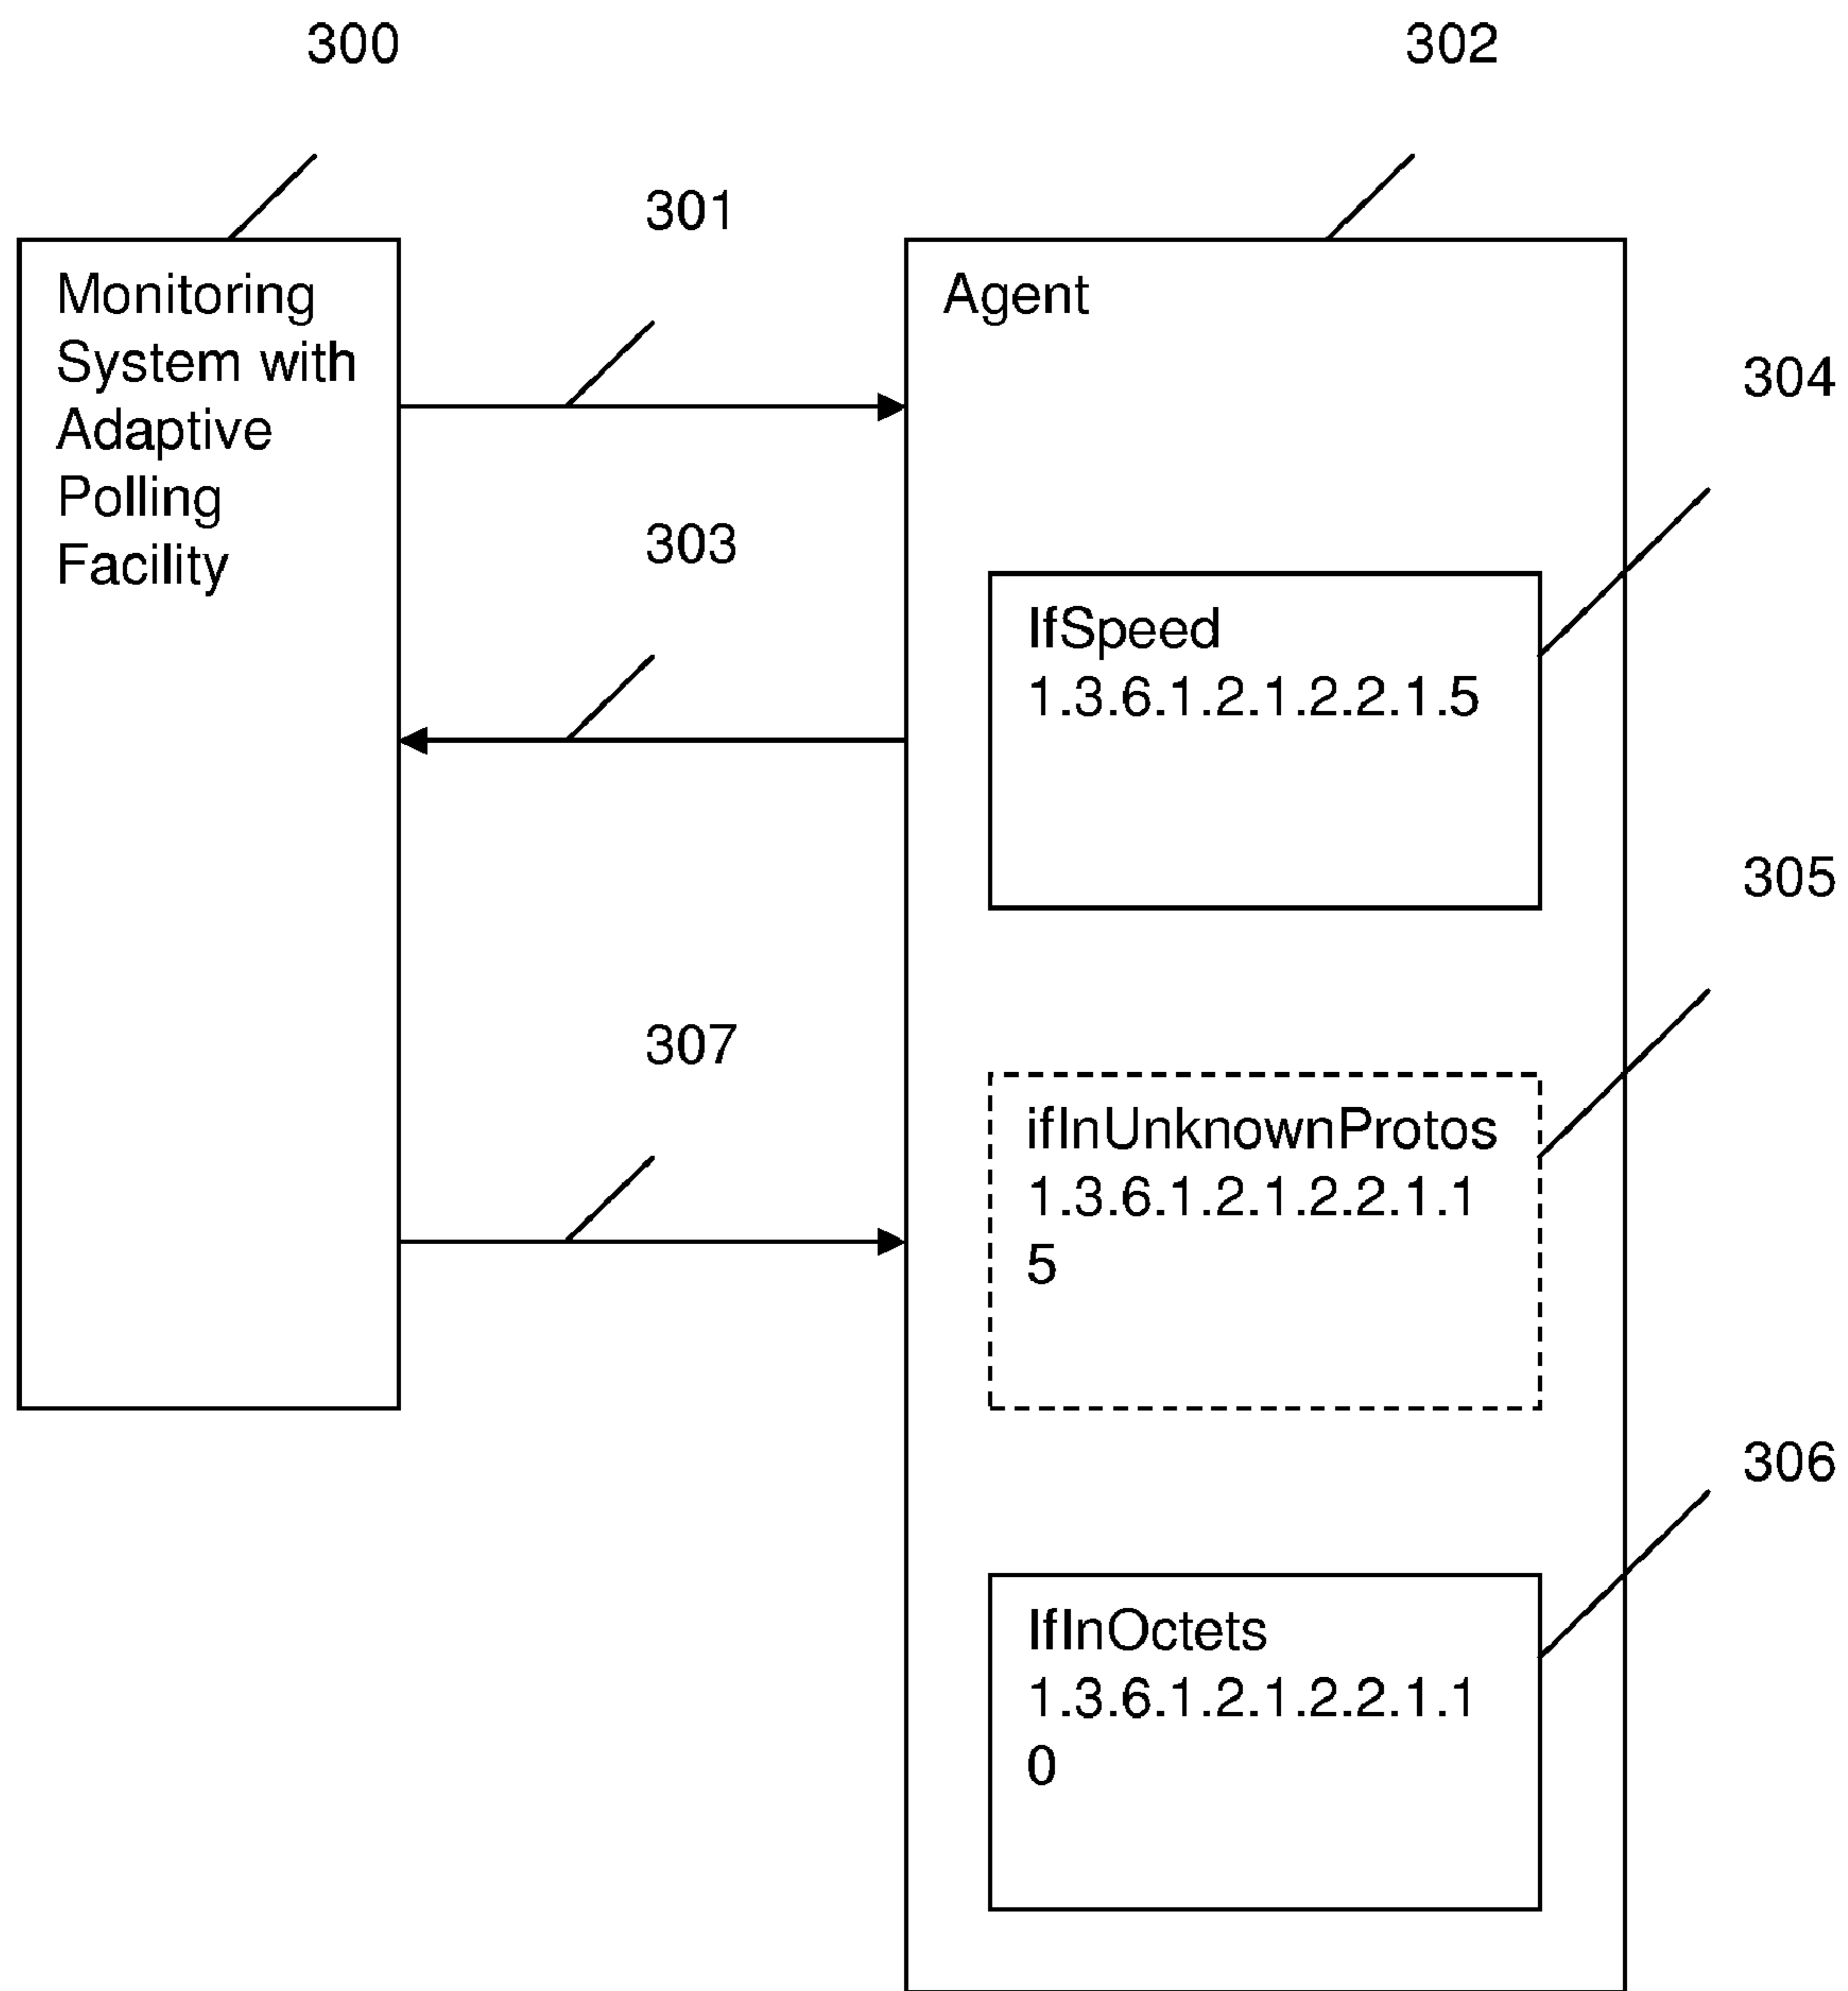 300
302
301
Monitoring
System with
Adaptive
Polling
Facility
Agent
304
303
IfSpeed
1.3.6.1.2.1.2.2.1.5
305
307
ifInUnknownProtos
1.3.6.1.2.1.2.2.1.1
5
306
IfInOctets
1.3.6.1.2.1.2.2.1.1
0